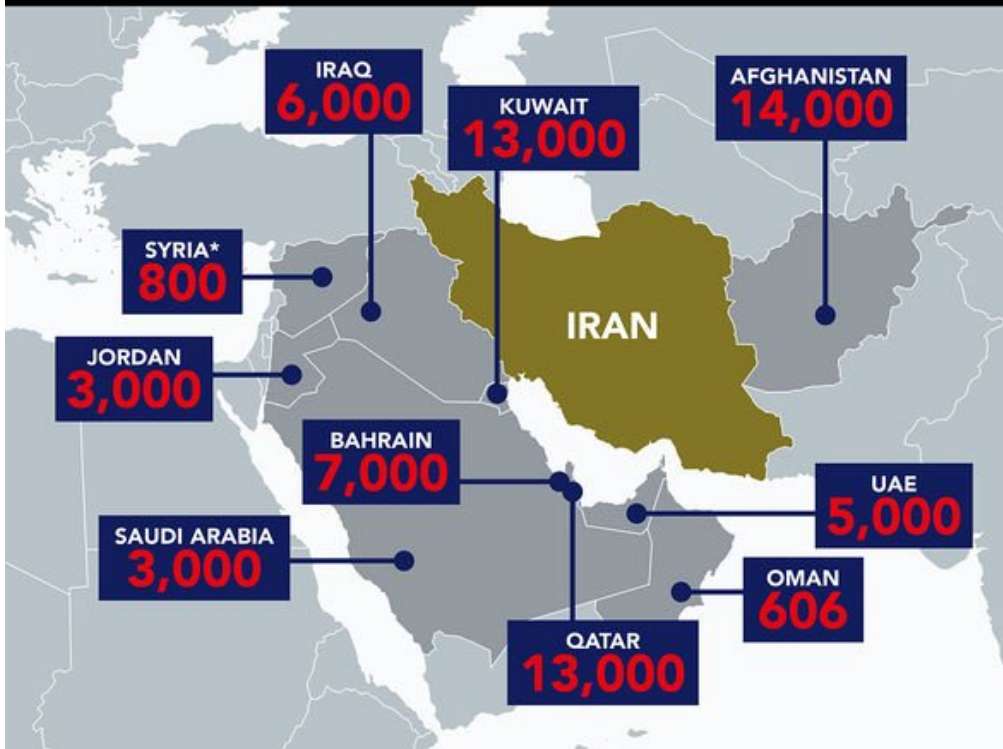 IRAQ
6,000
KUWAIT
13,000
AFGHANISTAN
14,000
SYRIA*
800
IRAN
JORDAN
3,000
BAHRAIN
7,000
UAE
5,000
SAUDI ARABIA
3,000
OMAN
606
QATAR
13,000